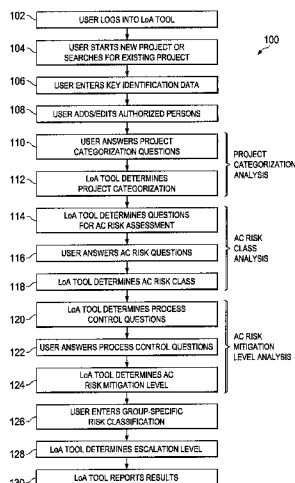 100
102
USER LOGS INTO LoA TOOL
104
USER STARTS NEW PROJECT OR
SEARCHES FOR EXISTING PROJECT
106
USER ENTERS KEY IDENTIFICATION DATA
108
USER ADDS/EDITS AUTHORIZED PERSONS
110
USER ANSWERS PROJECT
CATEGORIZATION QUESTIONS
112
LoA TOOL DETERMINES
PROJECT CATEGORIZATION
PROJECT
CATEGORIZATION
ANALYSIS
114
LoA TOOL DETERMINES QUESTIONS
FOR AC RISK ASSESSMENT
116
USER ANSWERS AC RISK QUESTIONS
118
LoA TOOL DETERMINES AC RISK CLASS
AC RISK
CLASS
ANALYSIS
120
LoA TOOL DETERMINES PROCESS
CONTROL QUESTIONS
122
USER ANSWERS PROCESS CONTROL QUESTIONS
124
LoA TOOL DETERMINES AC
RISK MITIGATION LEVEL
AC RISK
MITIGATION
LEVEL ANALYSIS
126
USER ENTERS GROUP-SPECIFIC
RISK CLASSIFICATION
128
LoA TOOL DETERMINES ESCALATION LEVEL
130
LoA TOOL REPORTS RESULTS